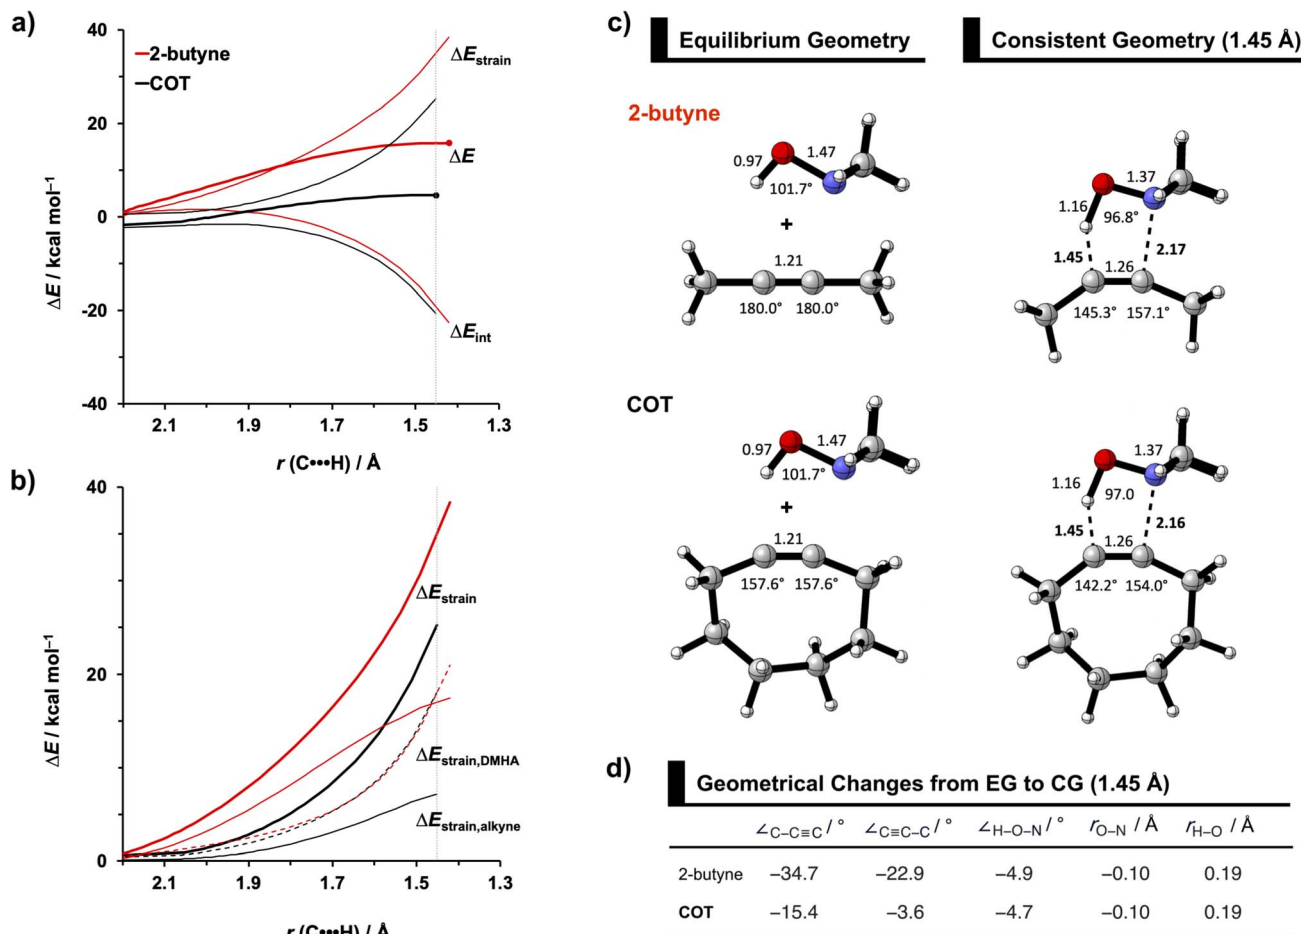 a)
40
20
0
-20
-40
ΔE / kcal mol⁻¹
2-butyne
COT
ΔE_strain
ΔE
ΔE_int
2.1 1.9 1.7 1.5 1.3
r (C•••H) / Å
b)
40
20
0
ΔE / kcal mol⁻¹
ΔE_strain
ΔE_strain,DMHA
ΔE_strain,alkyne
2.1 1.9 1.7 1.5 1.3
r (C•••H) / Å
c)
Equilibrium Geometry
Consistent Geometry (1.45 Å)
2-butyne
0.97 1.47
101.7°
+
1.21
180.0° 180.0°
1.37
1.16
96.8°
1.45 2.17
1.26
145.3° 157.1°
COT
0.97 1.47
101.7°
+
1.21
157.6° 157.6°
1.37
1.16
97.0
1.45 2.16
1.26
142.2° 154.0°
d)
Geometrical Changes from EG to CG (1.45 Å)
∠C–C≡C / ° ∠C≡C–C / ° ∠H–O–N / ° rO–N / Å rH–O / Å
2-butyne –34.7 –22.9 –4.9 –0.10 0.19
COT –15.4 –3.6 –4.7 –0.10 0.19